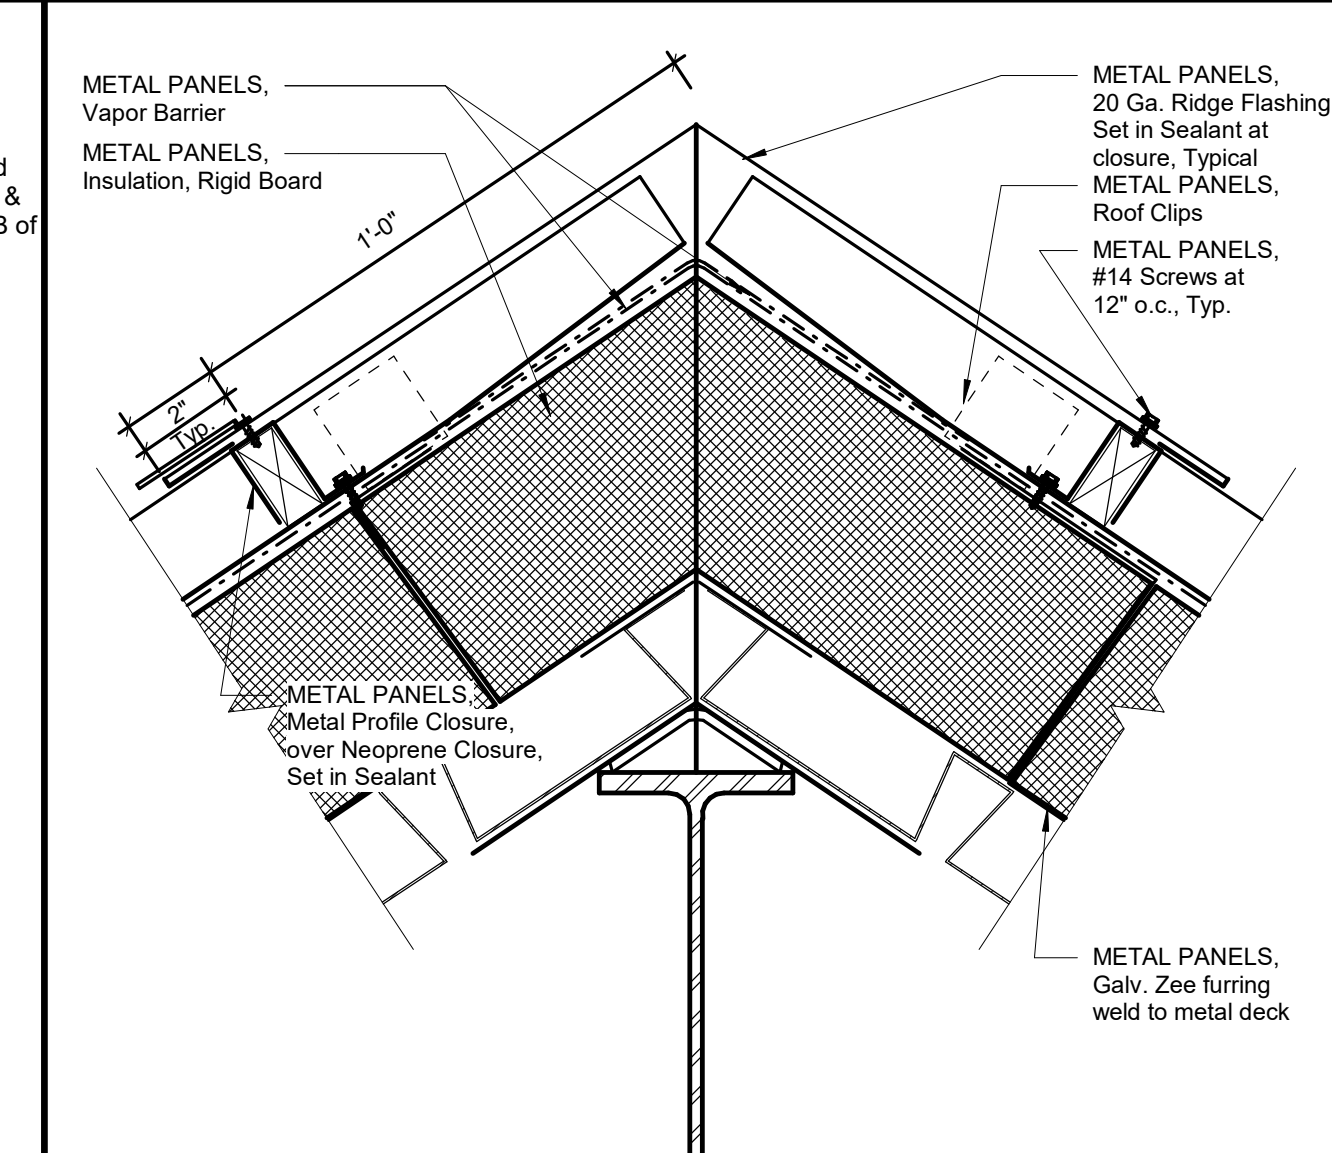 d
&
B of
METAL PANELS,
Vapor Barrier
METAL PANELS,
Insulation, Rigid Board
1'-0"
2"
Typ.
METAL PANELS,
20 Ga. Ridge Flashing
Set in Sealant at
closure, Typical
METAL PANELS,
Roof Clips
METAL PANELS,
#14 Screws at
12" o.c., Typ.
METAL PANELS,
Metal Profile Closure,
over Neoprene Closure,
Set in Sealant
METAL PANELS,
Galv. Zee furring
weld to metal deck